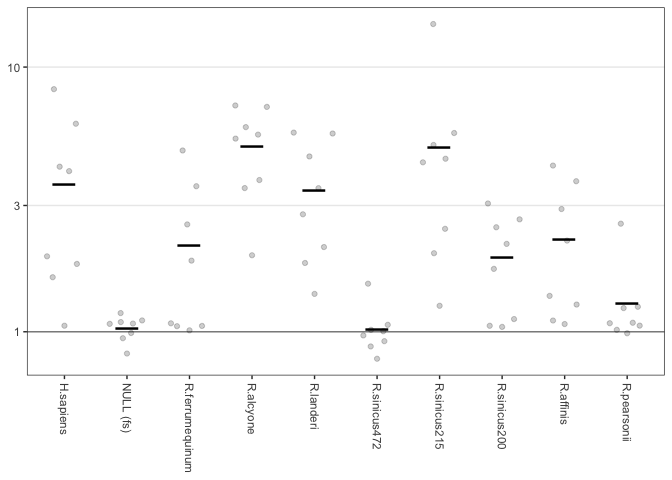 10
3
1
H.sapiens
NULL (fs)
R.ferrumequinum
R.alcyone
R.landeri
R.sinicus472
R.sinicus215
R.sinicus200
R.affinis
R.pearsonii